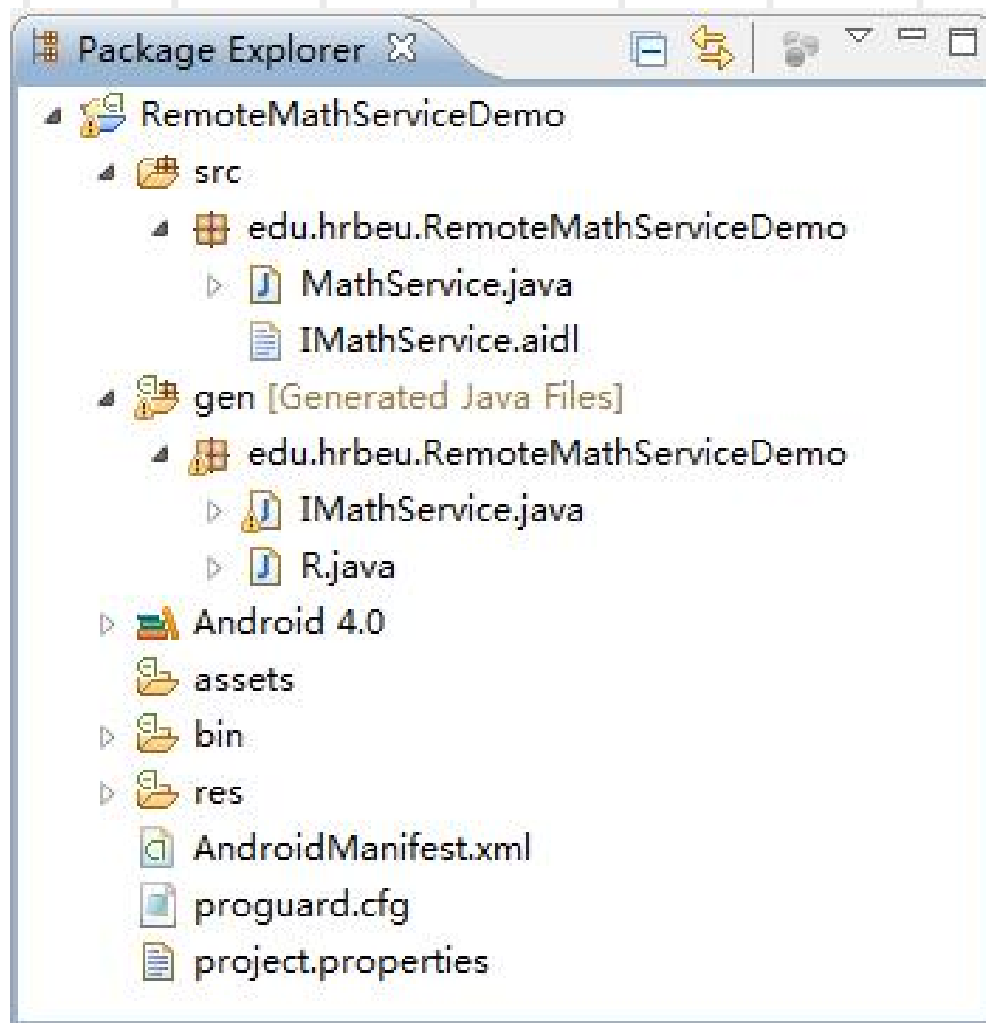 Package Explorer
RemoteMathServiceDemo
src
edu.hrbeu.RemoteMathServiceDemo
MathService.java
IMathService.aidl
gen [Generated Java Files]
edu.hrbeu.RemoteMathServiceDemo
IMathService.java
R.java
Android 4.0
assets
bin
res
AndroidManifest.xml
proguard.cfg
project.properties